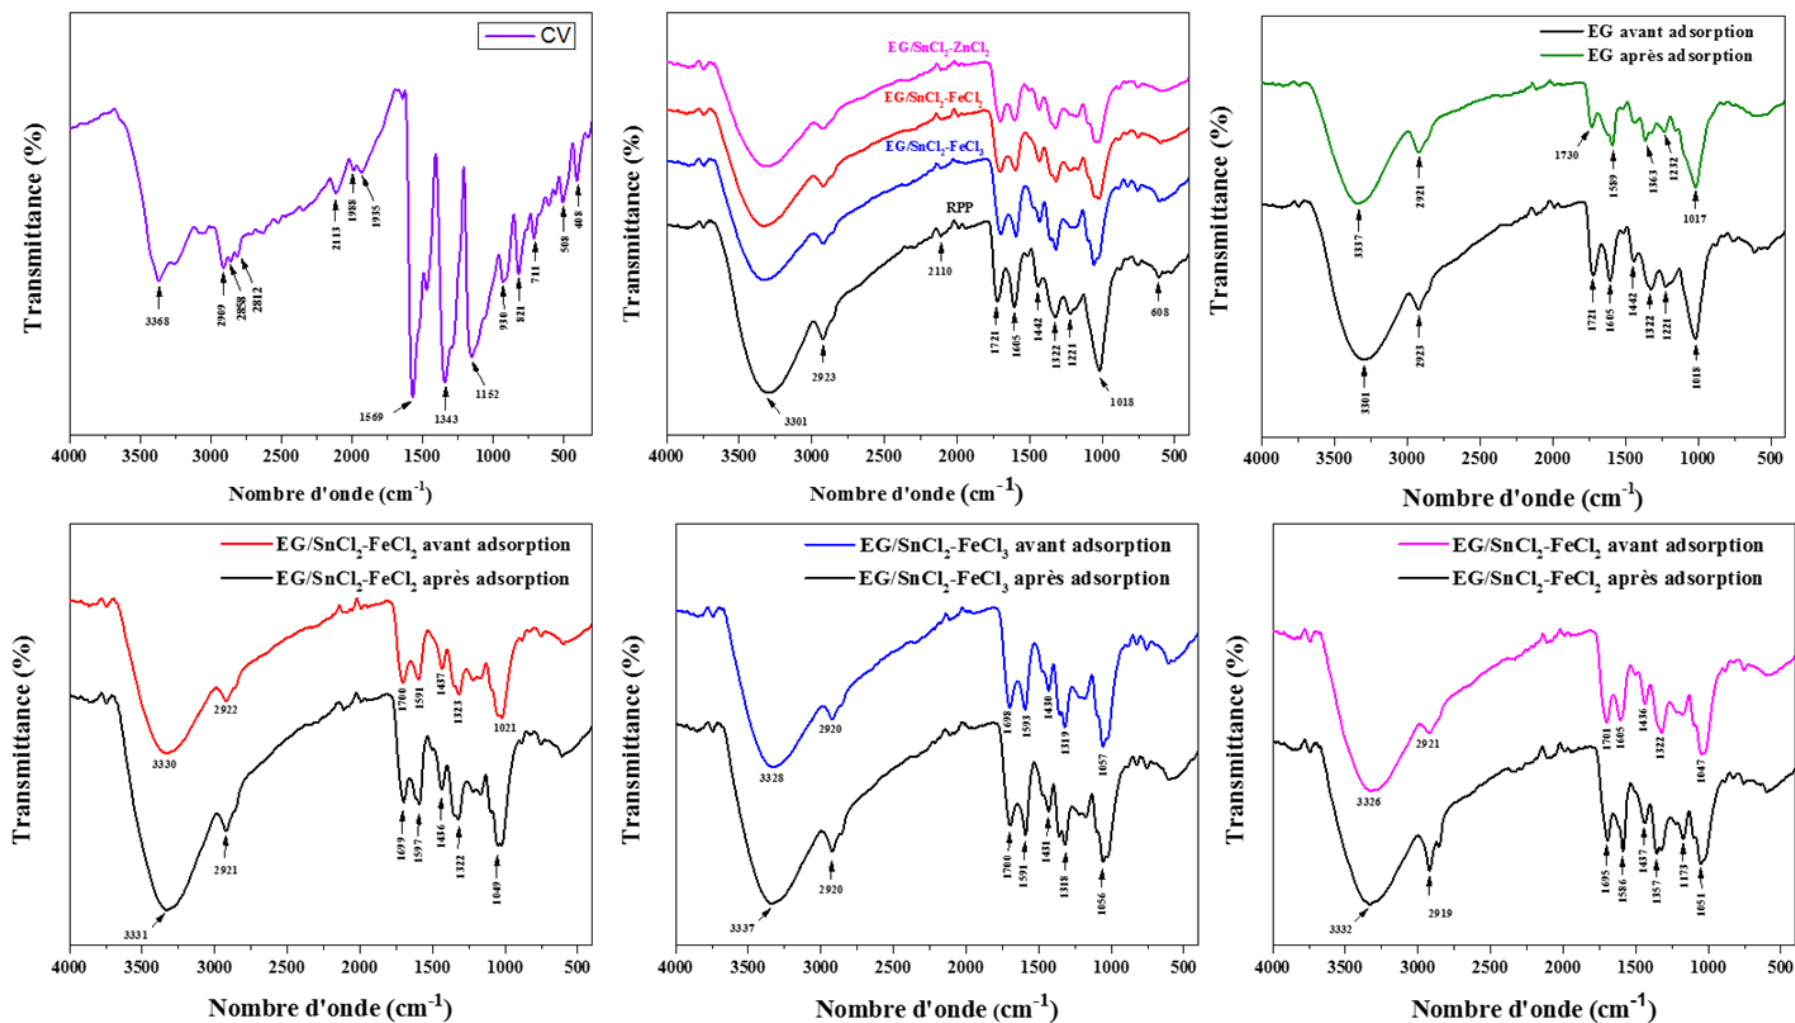 CV
Transmittance (%)
3368
2909
2858
2812
2113
1988
1935
1569
1343
1152
930
821
711
508
408
4000 3500 3000 2500 2000 1500 1000 500
Nombre d'onde (cm⁻¹)
EG/SnCl₂-ZnCl₂
EG/SnCl₂-FeCl₂
EG/SnCl₂-FeCl₃
RPP
Transmittance (%)
3301
2923
2110
1721
1605
1442
1322
1221
1018
608
4000 3500 3000 2500 2000 1500 1000 500
Nombre d'onde (cm⁻¹)
EG avant adsorption
EG après adsorption
Transmittance (%)
3337
2921
1730
1589
1363
1232
1017
3301
2923
1721
1605
1442
1322
1221
1018
4000 3500 3000 2500 2000 1500 1000 500
Nombre d'onde (cm⁻¹)
EG/SnCl₂-FeCl₂ avant adsorption
EG/SnCl₂-FeCl₂ après adsorption
Transmittance (%)
3330
2922
1700
1591
1437
1323
1021
3331
2921
1699
1597
1436
1322
1049
4000 3500 3000 2500 2000 1500 1000 500
Nombre d'onde (cm⁻¹)
EG/SnCl₂-FeCl₃ avant adsorption
EG/SnCl₂-FeCl₃ après adsorption
Transmittance (%)
3328
2920
1698
1593
1430
1319
1057
3337
2920
1700
1591
1431
1318
1056
4000 3500 3000 2500 2000 1500 1000 500
Nombre d'onde (cm⁻¹)
EG/SnCl₂-FeCl₂ avant adsorption
EG/SnCl₂-FeCl₂ après adsorption
Transmittance (%)
3326
2921
1701
1605
1436
1322
1047
3332
2919
1695
1586
1437
1357
1173
1051
4000 3500 3000 2500 2000 1500 1000 500
Nombre d'onde (cm⁻¹)